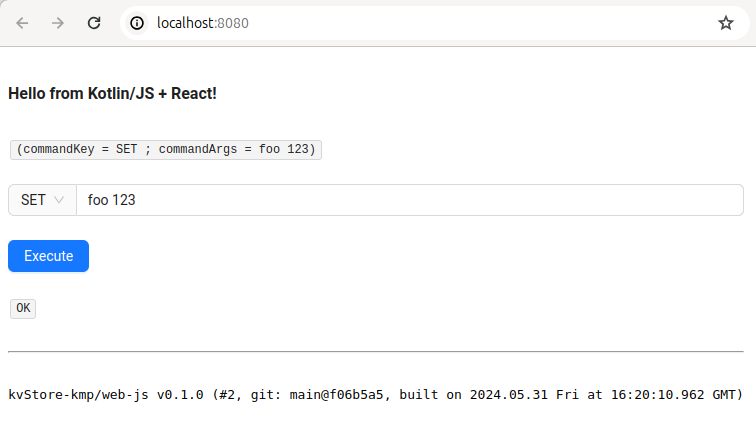 localhost:8080
Hello from Kotlin/JS + React!
(commandKey = SET ; commandArgs = foo 123)
SET foo 123
Execute
OK
kvStore-kmp/web-js v0.1.0 (#2, git: main@f06b5a5, built on 2024.05.31 Fri at 16:20:10.962 GMT)